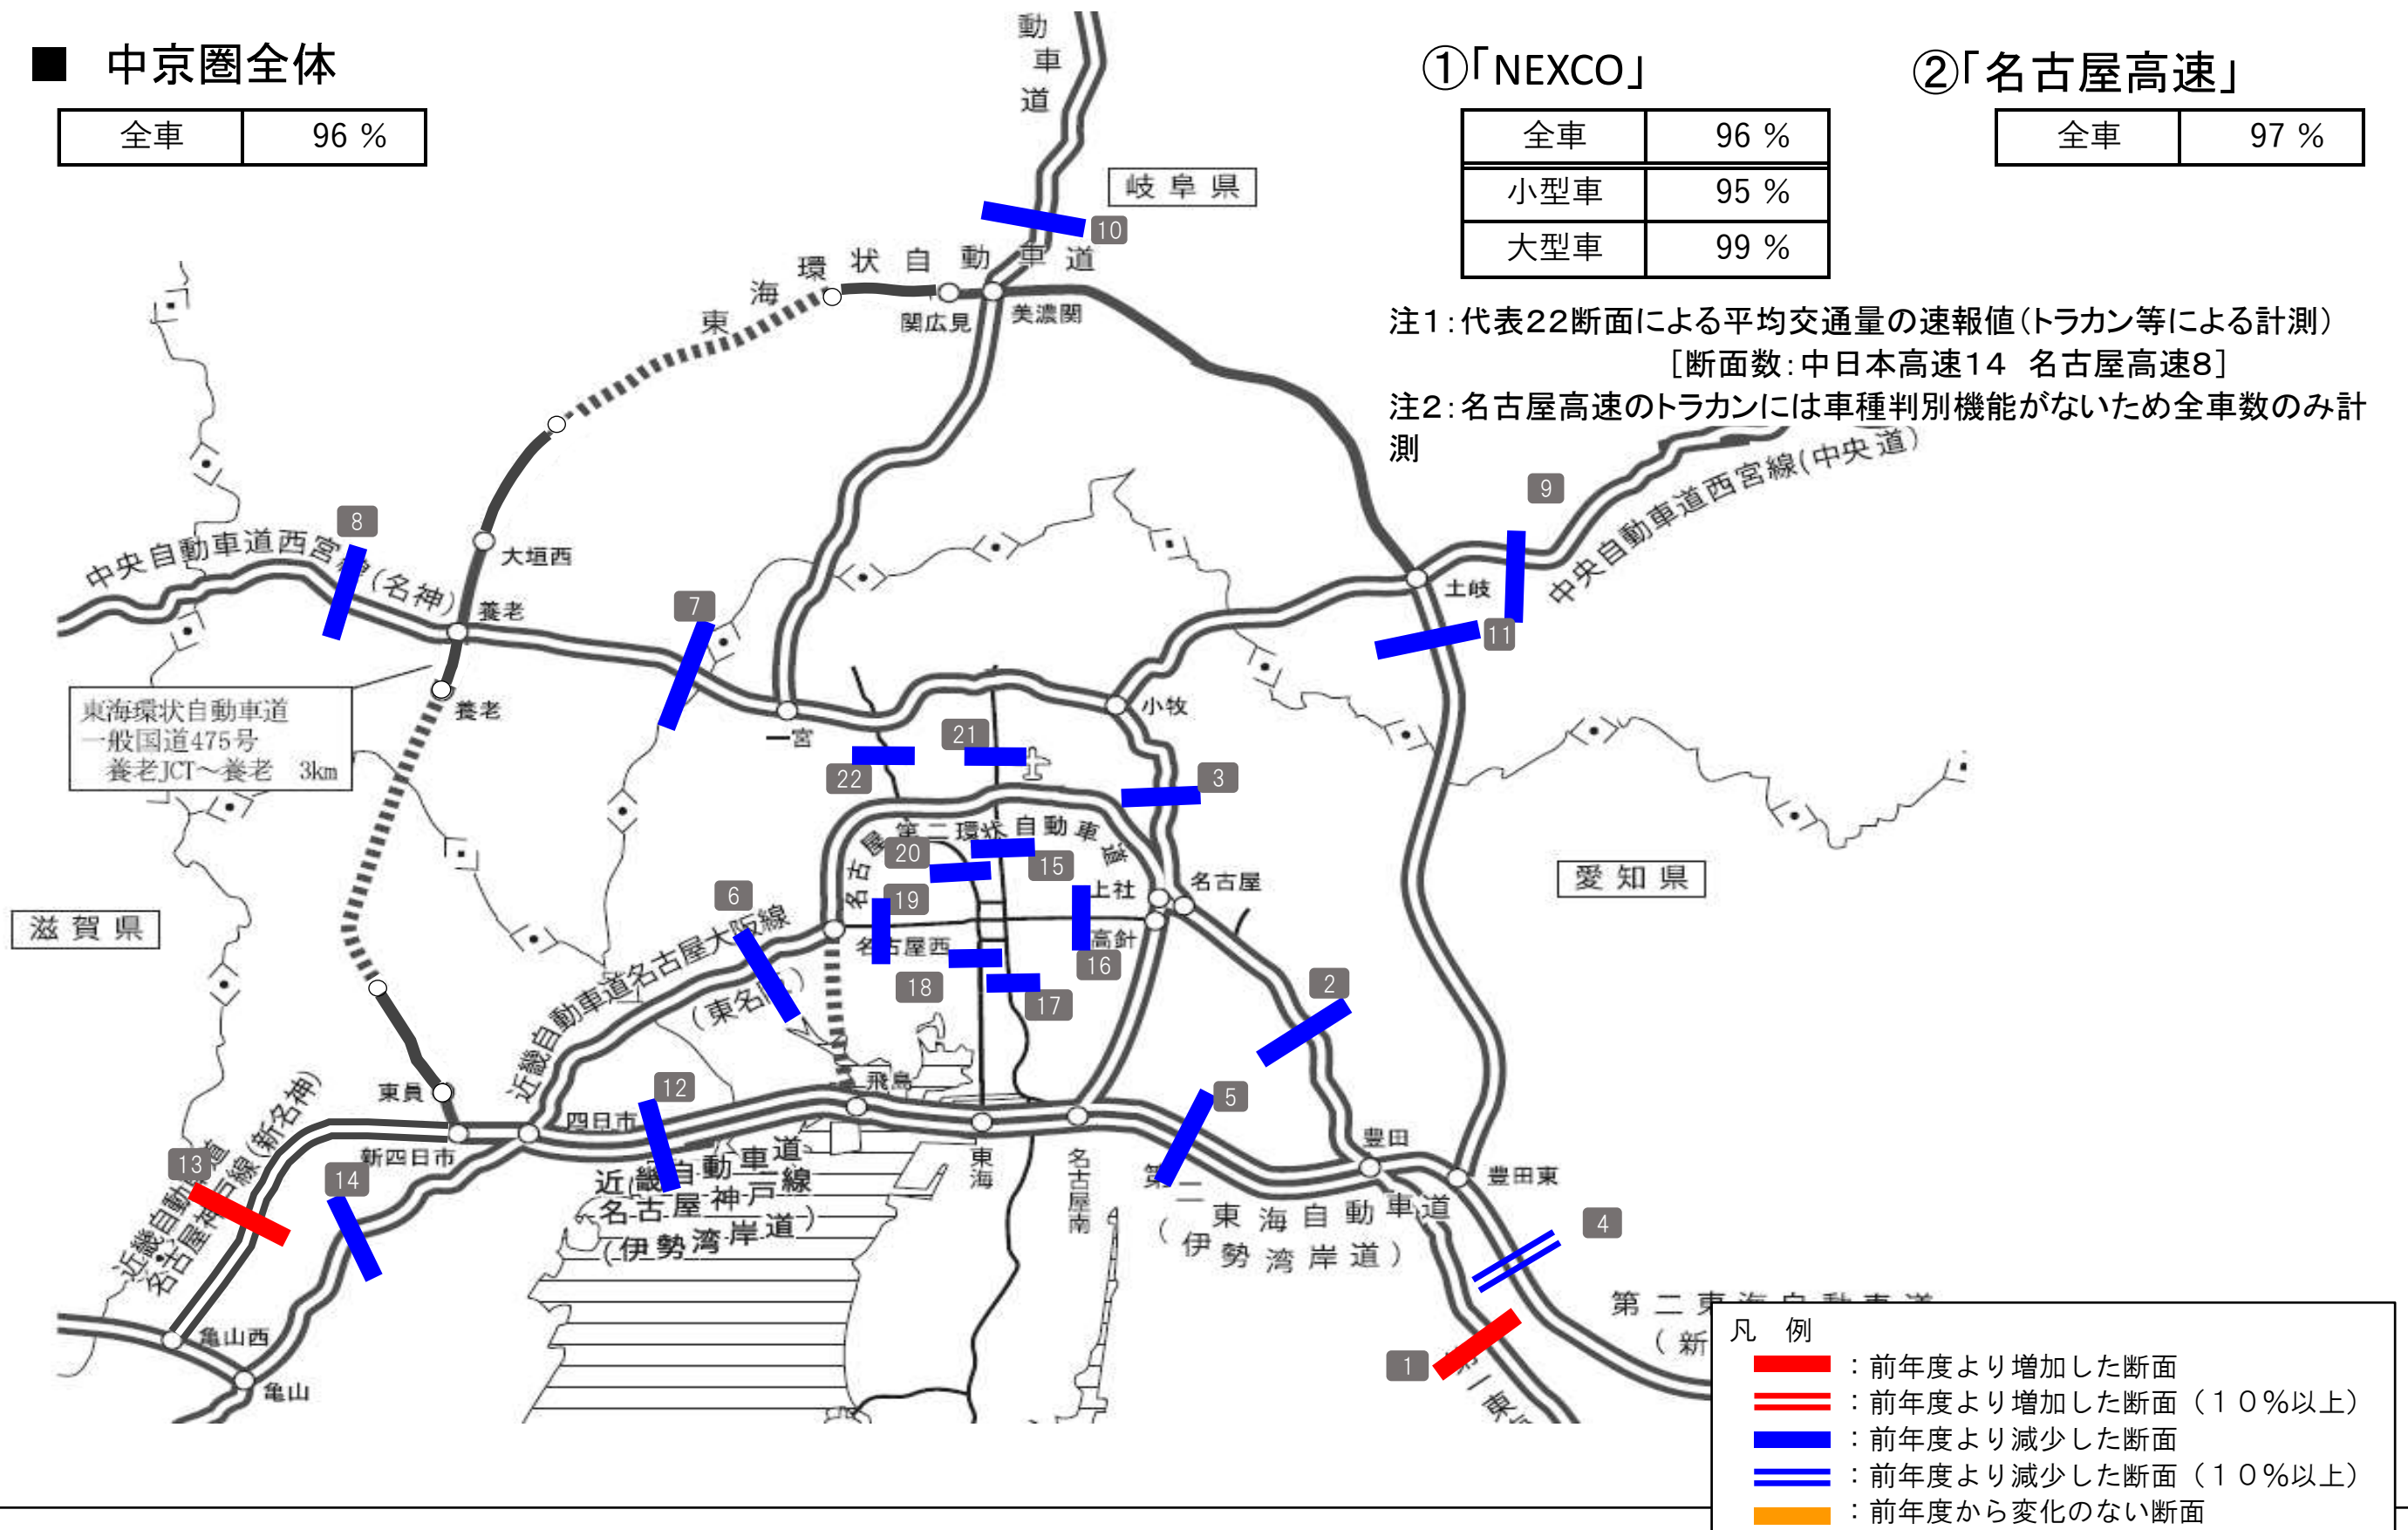 ■ 中京圏全体
全車 96 %
①「NEXCO」
全車 96 %
小型車 95 %
大型車 99 %
②「名古屋高速」
全車 97 %
注1：代表22断面による平均交通量の速報値（トラカン等による計測）
［断面数：中日本高速14 名古屋高速8］
注2：名古屋高速のトラカンには車種判別機能がないため全車数のみ計
測
動車道
岐阜県
10
東海環状自動車道
関広見
美濃関
9
中央自動車道西宮線(中央道)
8
中央自動車道西宮線(名神)
大垣西
養老
7
土岐
11
東海環状自動車道
一般国道475号
養老JCT～養老 3km
養老
一宮
小牧
21
22
3
名古屋第二環状自動車道
20
15
上社
名古屋
愛知県
滋賀県
6
19
名古屋西
高針
16
近畿自動車道名古屋大阪線
(東名阪)
18
17
2
飛島
東員
12
四日市
5
新四日市
近畿自動車道
名古屋神戸線(新名神)
13
14
近畿自動車道
名古屋神戸線
(伊勢湾岸道)
東海
名古屋南
豊田
豊田東
第二東海自動車道
(伊勢湾岸道)
4
亀山西
亀山
1
第二東海自動車道
(新
第一東
凡 例
：前年度より増加した断面
：前年度より増加した断面（１０％以上）
：前年度より減少した断面
：前年度より減少した断面（１０％以上）
：前年度から変化のない断面